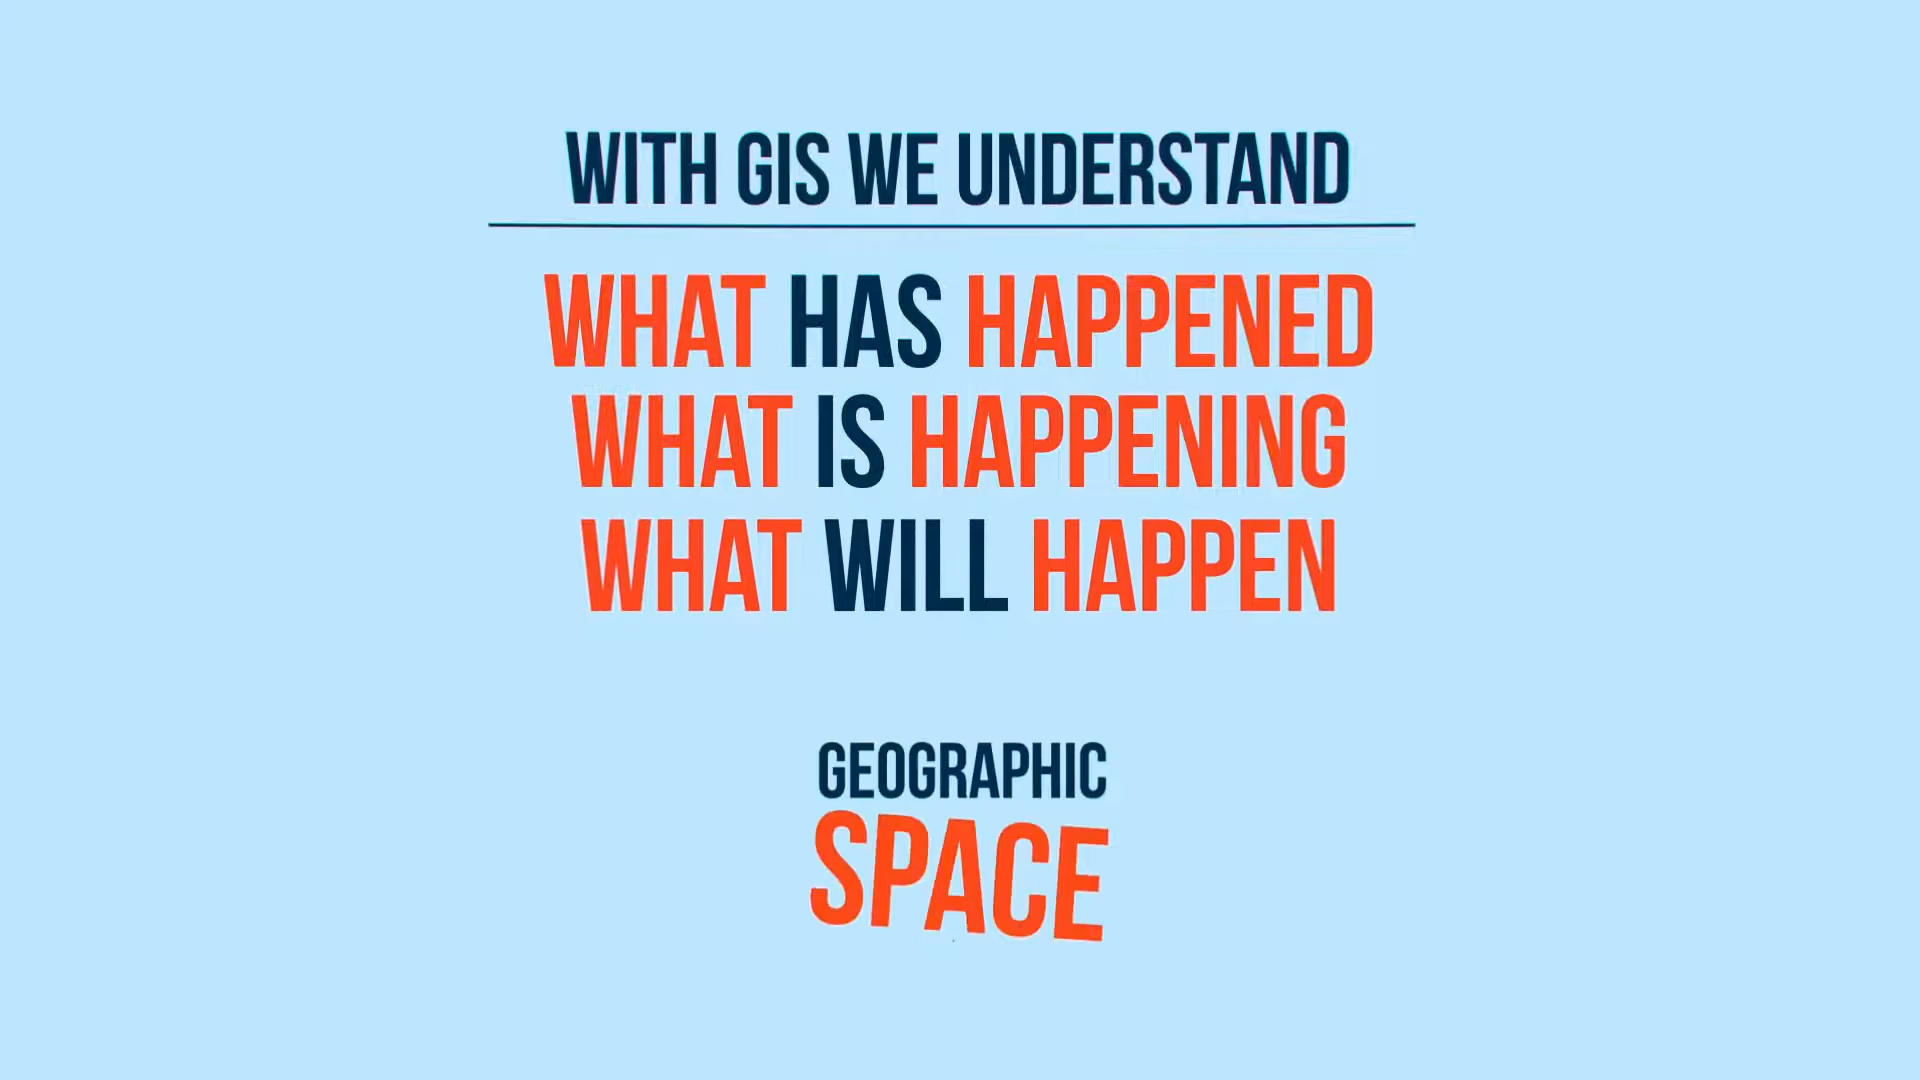 WITH GIS WE UNDERSTAND
WHAT HAS HAPPENED
WHAT IS HAPPENING
WHAT WILL HAPPEN
GEOGRAPHIC
SPACE